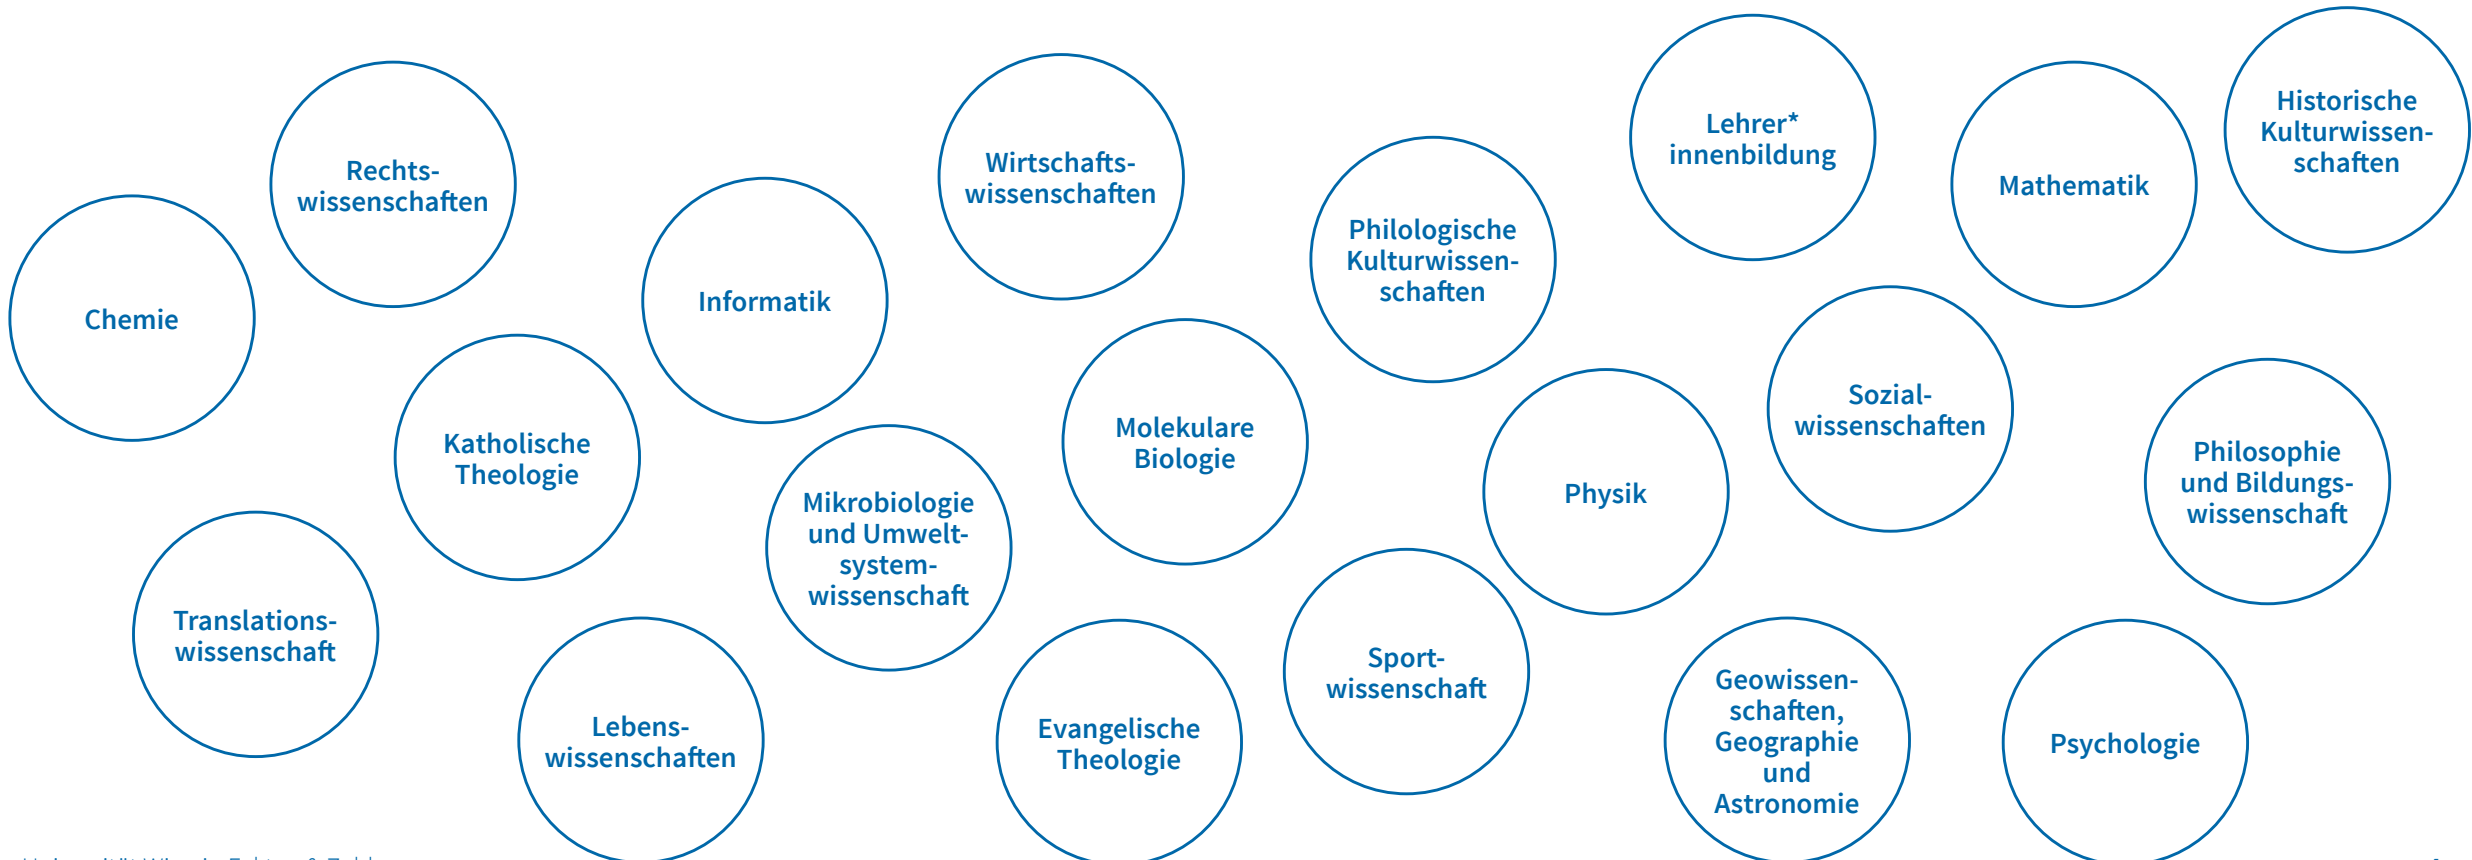 Chemie
Rechts-
wissenschaften
Katholische
Theologie
Translations-
wissenschaft
Informatik
Lebens-
wissenschaften
Mikrobiologie
und Umwelt-
system-
wissenschaft
Wirtschafts-
wissenschaften
Molekulare
Biologie
Evangelische
Theologie
Philologische
Kulturwissen-
schaften
Sport-
wissenschaft
Physik
Lehrer*
innenbildung
Sozial-
wissenschaften
Geowissen-
schaften,
Geographie
und
Astronomie
Mathematik
Historische
Kulturwissen-
schaften
Philosophie
und Bildungs-
wissenschaft
Psychologie